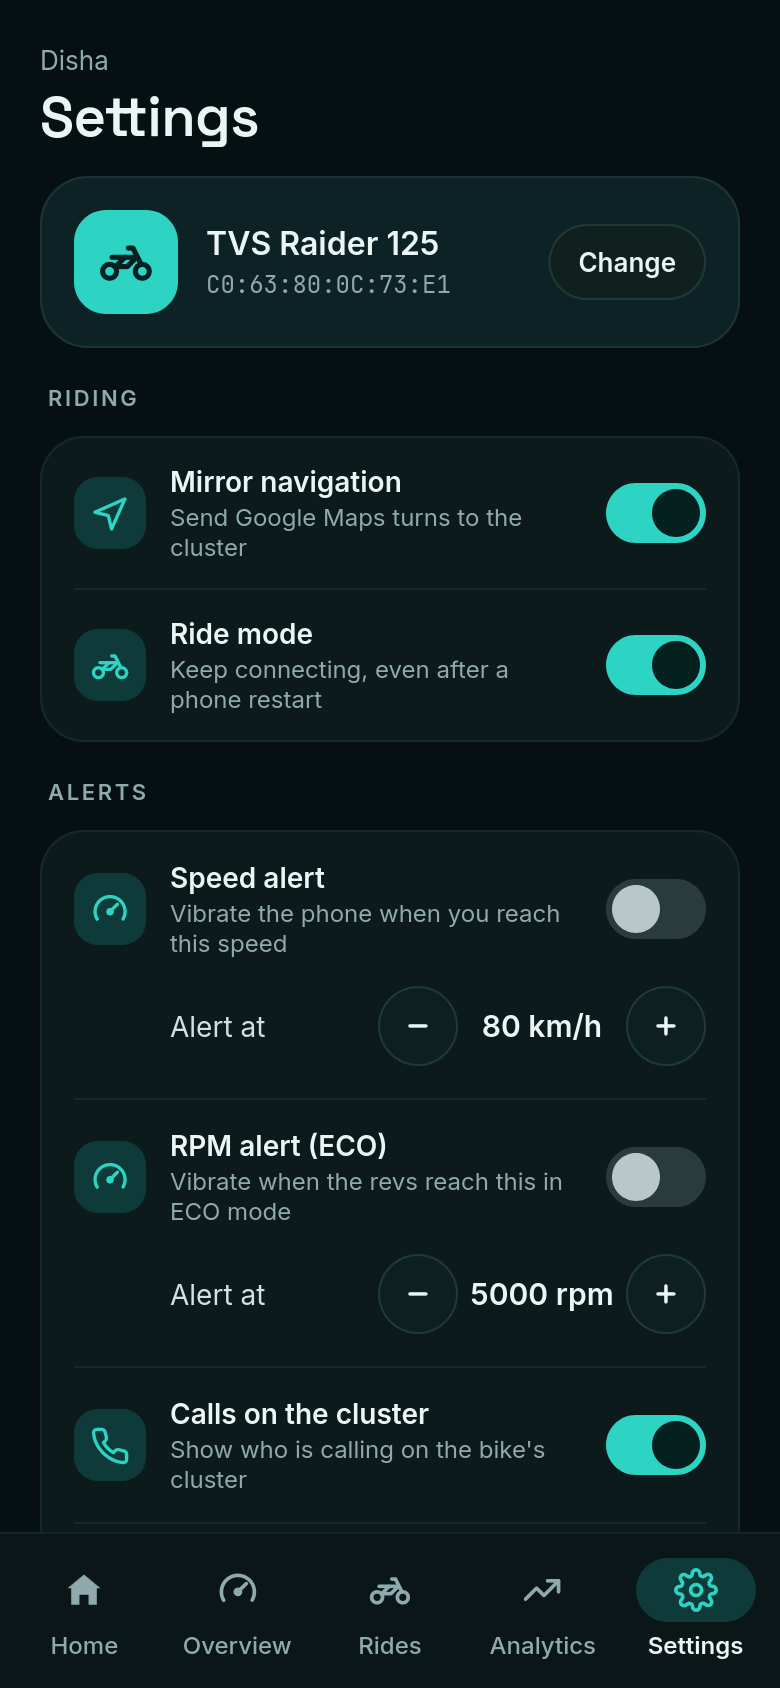 Disha
Settings
TVS Raider 125
C0:63:80:0C:73:E1
Change
RIDING
Mirror navigation
Send Google Maps turns to the
cluster
Ride mode
Keep connecting, even after a
phone restart
ALERTS
Speed alert
Vibrate the phone when you reach
this speed
Alert at
80 km/h
RPM alert (ECO)
Vibrate when the revs reach this in
ECO mode
Alert at
5000 rpm
Calls on the cluster
Show who is calling on the bike's
cluster
Home
Overview
Rides
Analytics
Settings